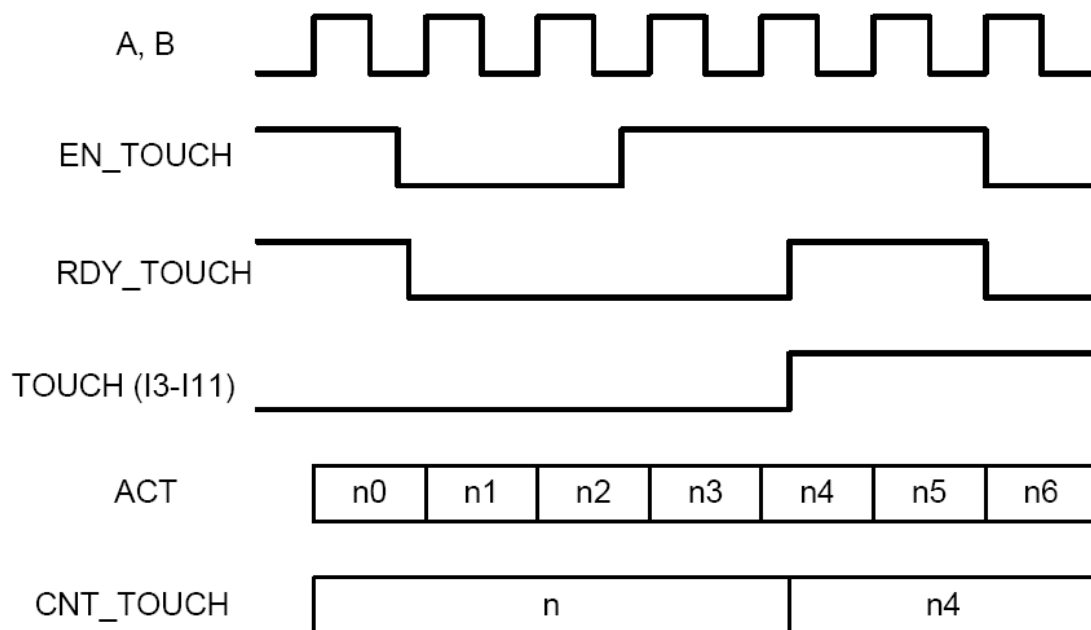 A, B
EN_TOUCH
RDY_TOUCH
TOUCH (I3-I11)
ACT n0 n1 n2 n3 n4 n5 n6
CNT_TOUCH n n4